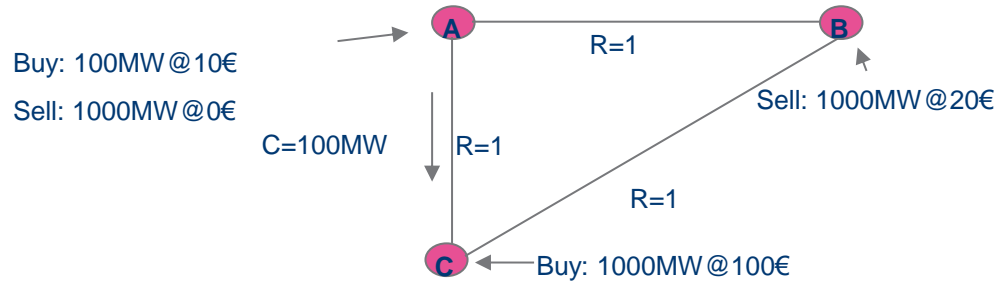 A
B
R=1
Buy: 100MW@10€
Sell: 1000MW@0€
Sell: 1000MW@20€
C=100MW
R=1
R=1
C
Buy: 1000MW@100€